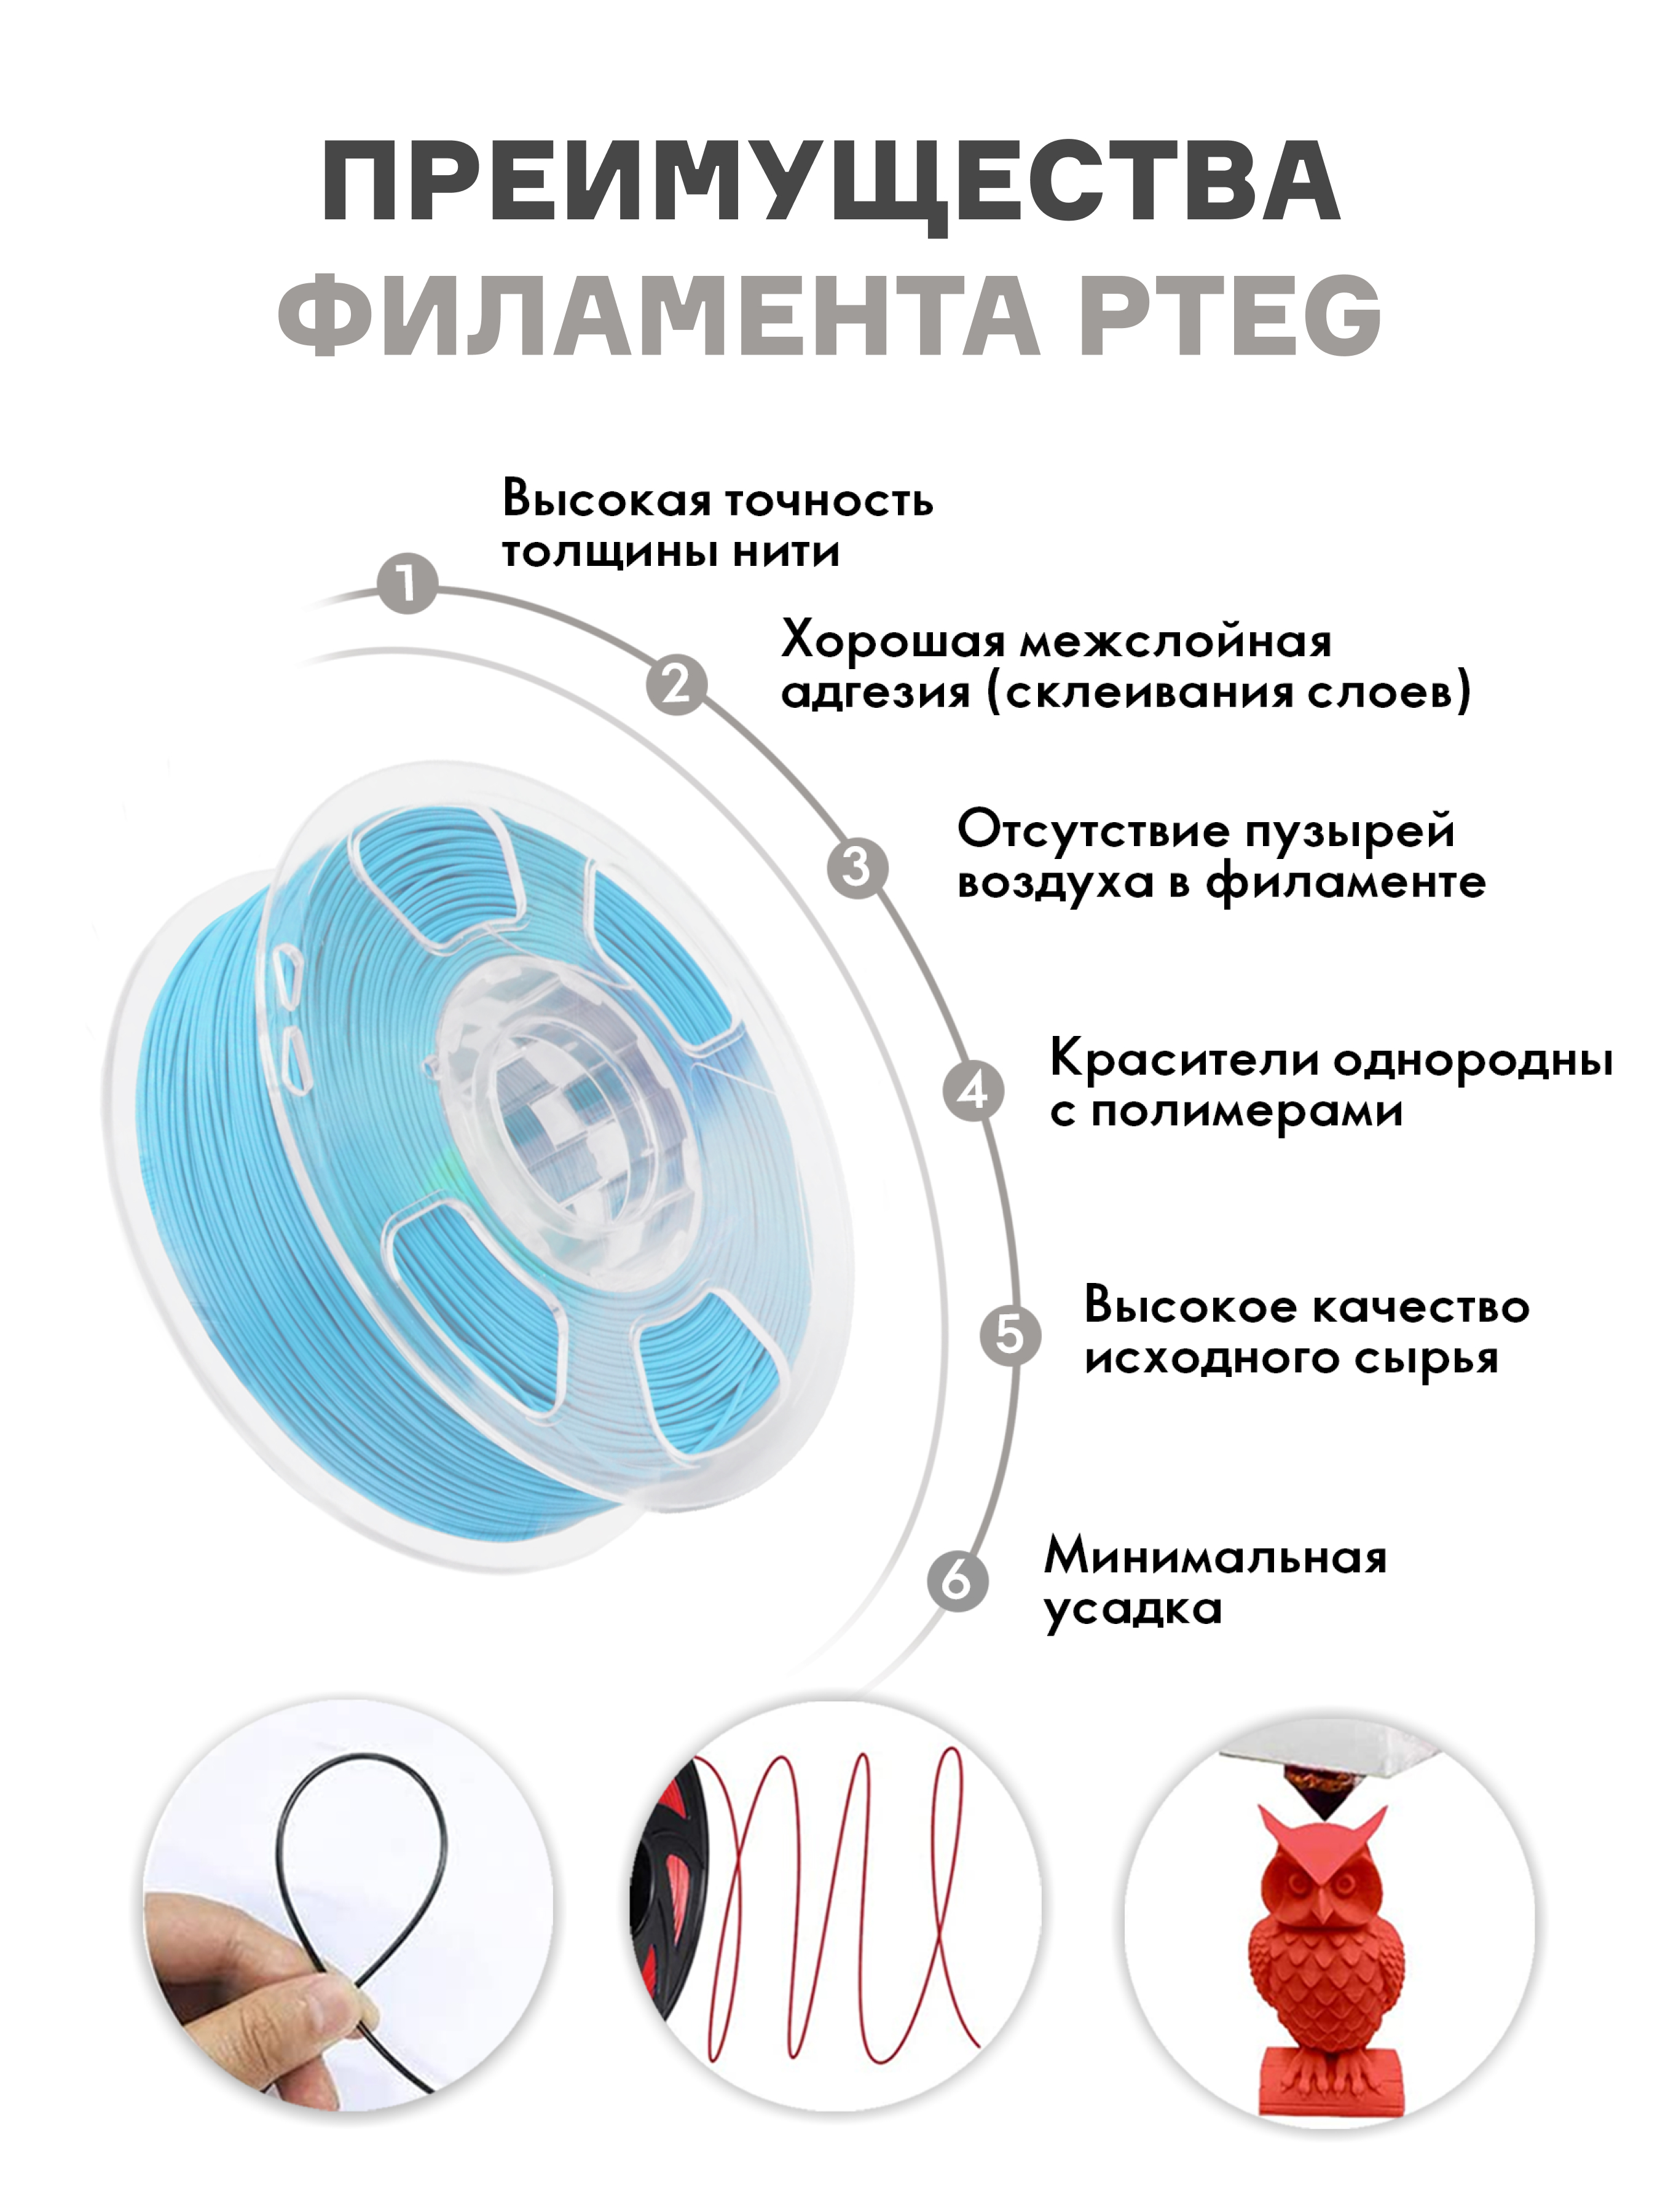 ПРЕИМУЩЕСТВА
ФИЛАМЕНТА PTEG
1
Высокая точность
толщины нити
2
Хорошая межслойная
адгезия (склеивания слоев)
3
Отсутствие пузырей
воздуха в филаменте
4
Красители однородны
с полимерами
5
Высокое качество
исходного сырья
6
Минимальная
усадка